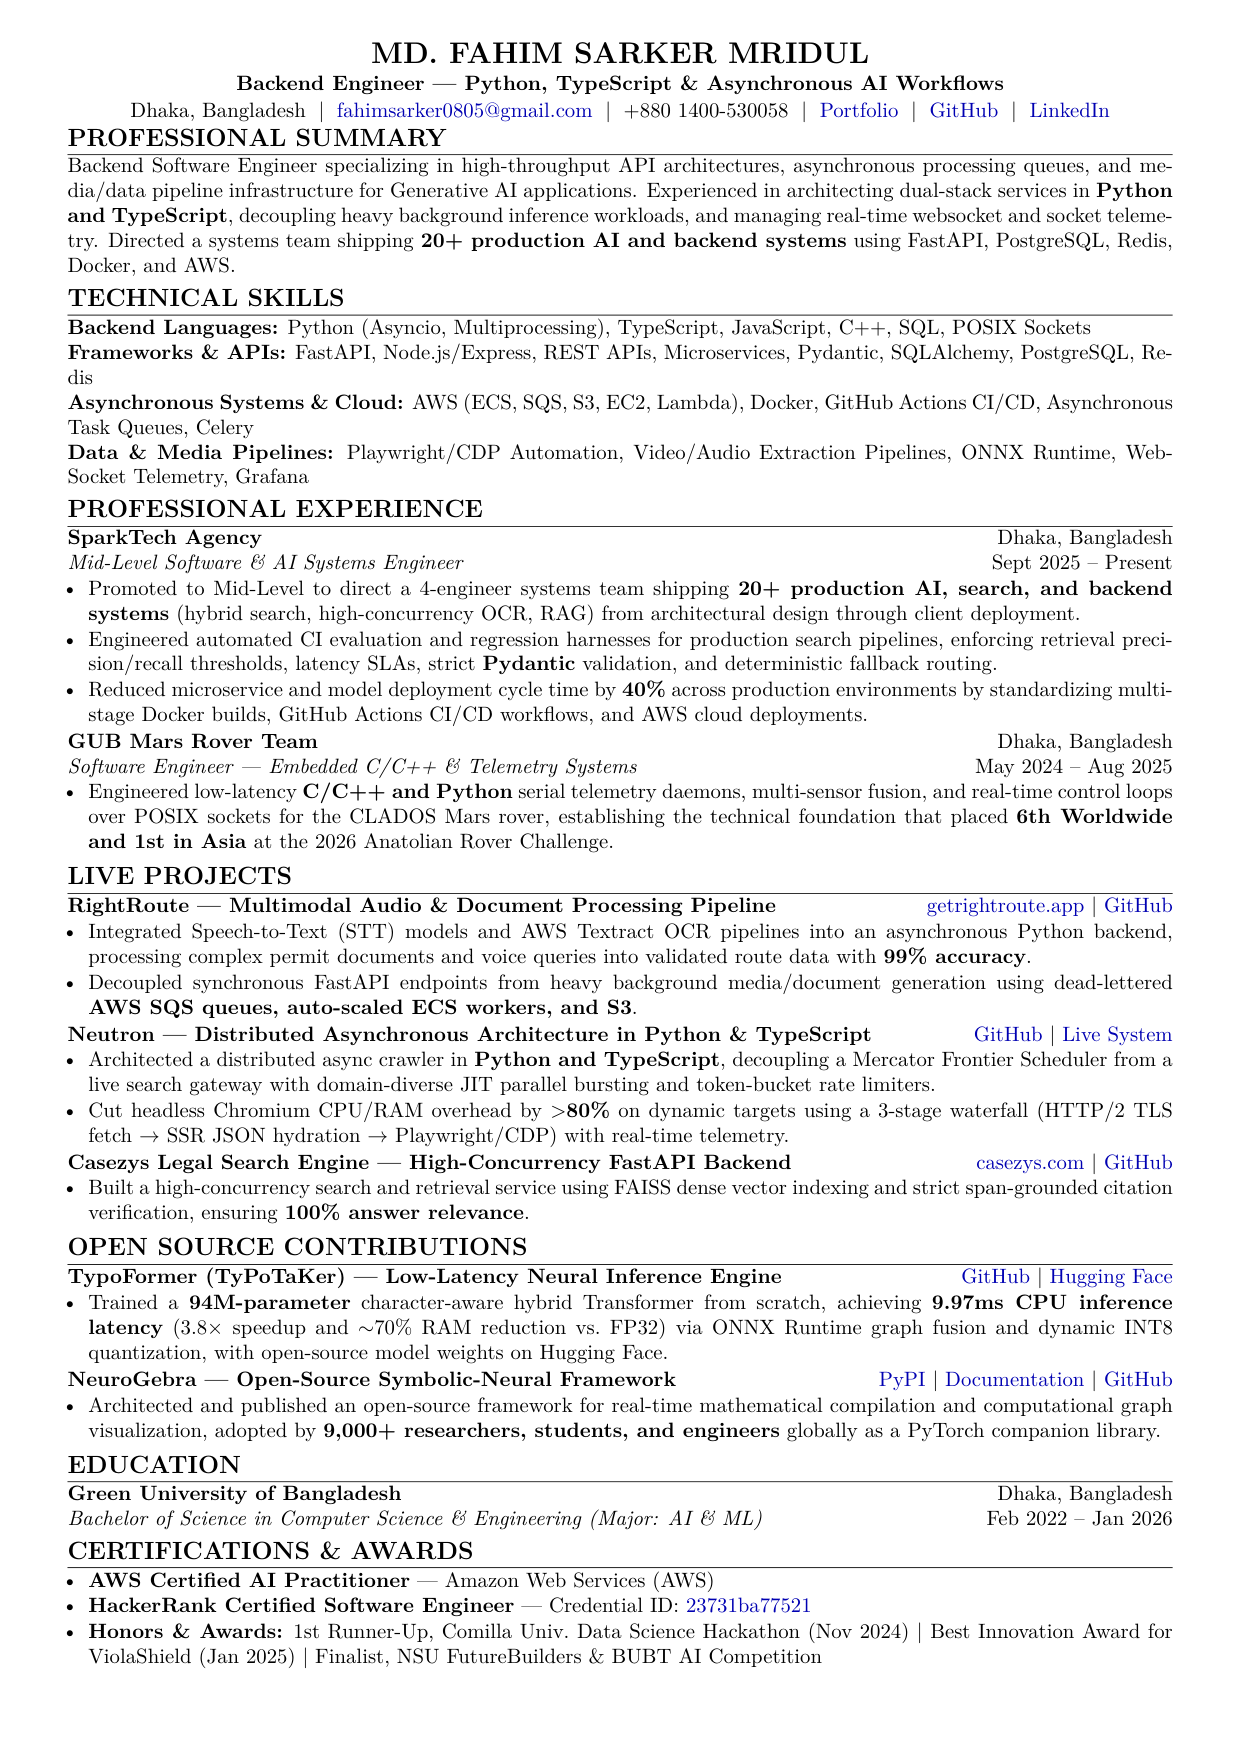 MD. FAHIM SARKER MRIDUL
Backend Engineer — Python, TypeScript & Asynchronous AI Workflows
Dhaka, Bangladesh | fahimsarker0805@gmail.com | +880 1400-530058 | Portfolio | GitHub | LinkedIn
PROFESSIONAL SUMMARY
Backend Software Engineer specializing in high-throughput API architectures, asynchronous processing queues, and me-
dia/data pipeline infrastructure for Generative AI applications. Experienced in architecting dual-stack services in Python
and TypeScript, decoupling heavy background inference workloads, and managing real-time websocket and socket teleme-
try. Directed a systems team shipping 20+ production AI and backend systems using FastAPI, PostgreSQL, Redis,
Docker, and AWS.
TECHNICAL SKILLS
Backend Languages: Python (Asyncio, Multiprocessing), TypeScript, JavaScript, C++, SQL, POSIX Sockets
Frameworks & APIs: FastAPI, Node.js/Express, REST APIs, Microservices, Pydantic, SQLAlchemy, PostgreSQL, Re-
dis
Asynchronous Systems & Cloud: AWS (ECS, SQS, S3, EC2, Lambda), Docker, GitHub Actions CI/CD, Asynchronous
Task Queues, Celery
Data & Media Pipelines: Playwright/CDP Automation, Video/Audio Extraction Pipelines, ONNX Runtime, Web-
Socket Telemetry, Grafana
PROFESSIONAL EXPERIENCE
SparkTech Agency Dhaka, Bangladesh
Mid-Level Software & AI Systems Engineer Sept 2025 – Present
• Promoted to Mid-Level to direct a 4-engineer systems team shipping 20+ production AI, search, and backend
systems (hybrid search, high-concurrency OCR, RAG) from architectural design through client deployment.
• Engineered automated CI evaluation and regression harnesses for production search pipelines, enforcing retrieval preci-
sion/recall thresholds, latency SLAs, strict Pydantic validation, and deterministic fallback routing.
• Reduced microservice and model deployment cycle time by 40% across production environments by standardizing multi-
stage Docker builds, GitHub Actions CI/CD workflows, and AWS cloud deployments.
GUB Mars Rover Team Dhaka, Bangladesh
Software Engineer — Embedded C/C++ & Telemetry Systems May 2024 – Aug 2025
• Engineered low-latency C/C++ and Python serial telemetry daemons, multi-sensor fusion, and real-time control loops
over POSIX sockets for the CLADOS Mars rover, establishing the technical foundation that placed 6th Worldwide
and 1st in Asia at the 2026 Anatolian Rover Challenge.
LIVE PROJECTS
RightRoute — Multimodal Audio & Document Processing Pipeline getrightroute.app | GitHub
• Integrated Speech-to-Text (STT) models and AWS Textract OCR pipelines into an asynchronous Python backend,
processing complex permit documents and voice queries into validated route data with 99% accuracy.
• Decoupled synchronous FastAPI endpoints from heavy background media/document generation using dead-lettered
AWS SQS queues, auto-scaled ECS workers, and S3.
Neutron — Distributed Asynchronous Architecture in Python & TypeScript GitHub | Live System
• Architected a distributed async crawler in Python and TypeScript, decoupling a Mercator Frontier Scheduler from a
live search gateway with domain-diverse JIT parallel bursting and token-bucket rate limiters.
• Cut headless Chromium CPU/RAM overhead by >80% on dynamic targets using a 3-stage waterfall (HTTP/2 TLS
fetch → SSR JSON hydration → Playwright/CDP) with real-time telemetry.
Casezys Legal Search Engine — High-Concurrency FastAPI Backend casezys.com | GitHub
• Built a high-concurrency search and retrieval service using FAISS dense vector indexing and strict span-grounded citation
verification, ensuring 100% answer relevance.
OPEN SOURCE CONTRIBUTIONS
TypoFormer (TyPoTaKer) — Low-Latency Neural Inference Engine GitHub | Hugging Face
• Trained a 94M-parameter character-aware hybrid Transformer from scratch, achieving 9.97ms CPU inference
latency (3.8× speedup and ∼70% RAM reduction vs. FP32) via ONNX Runtime graph fusion and dynamic INT8
quantization, with open-source model weights on Hugging Face.
NeuroGebra — Open-Source Symbolic-Neural Framework PyPI | Documentation | GitHub
• Architected and published an open-source framework for real-time mathematical compilation and computational graph
visualization, adopted by 9,000+ researchers, students, and engineers globally as a PyTorch companion library.
EDUCATION
Green University of Bangladesh Dhaka, Bangladesh
Bachelor of Science in Computer Science & Engineering (Major: AI & ML) Feb 2022 – Jan 2026
CERTIFICATIONS & AWARDS
• AWS Certified AI Practitioner — Amazon Web Services (AWS)
• HackerRank Certified Software Engineer — Credential ID: 23731ba77521
• Honors & Awards: 1st Runner-Up, Comilla Univ. Data Science Hackathon (Nov 2024) | Best Innovation Award for
ViolaShield (Jan 2025) | Finalist, NSU FutureBuilders & BUBT AI Competition